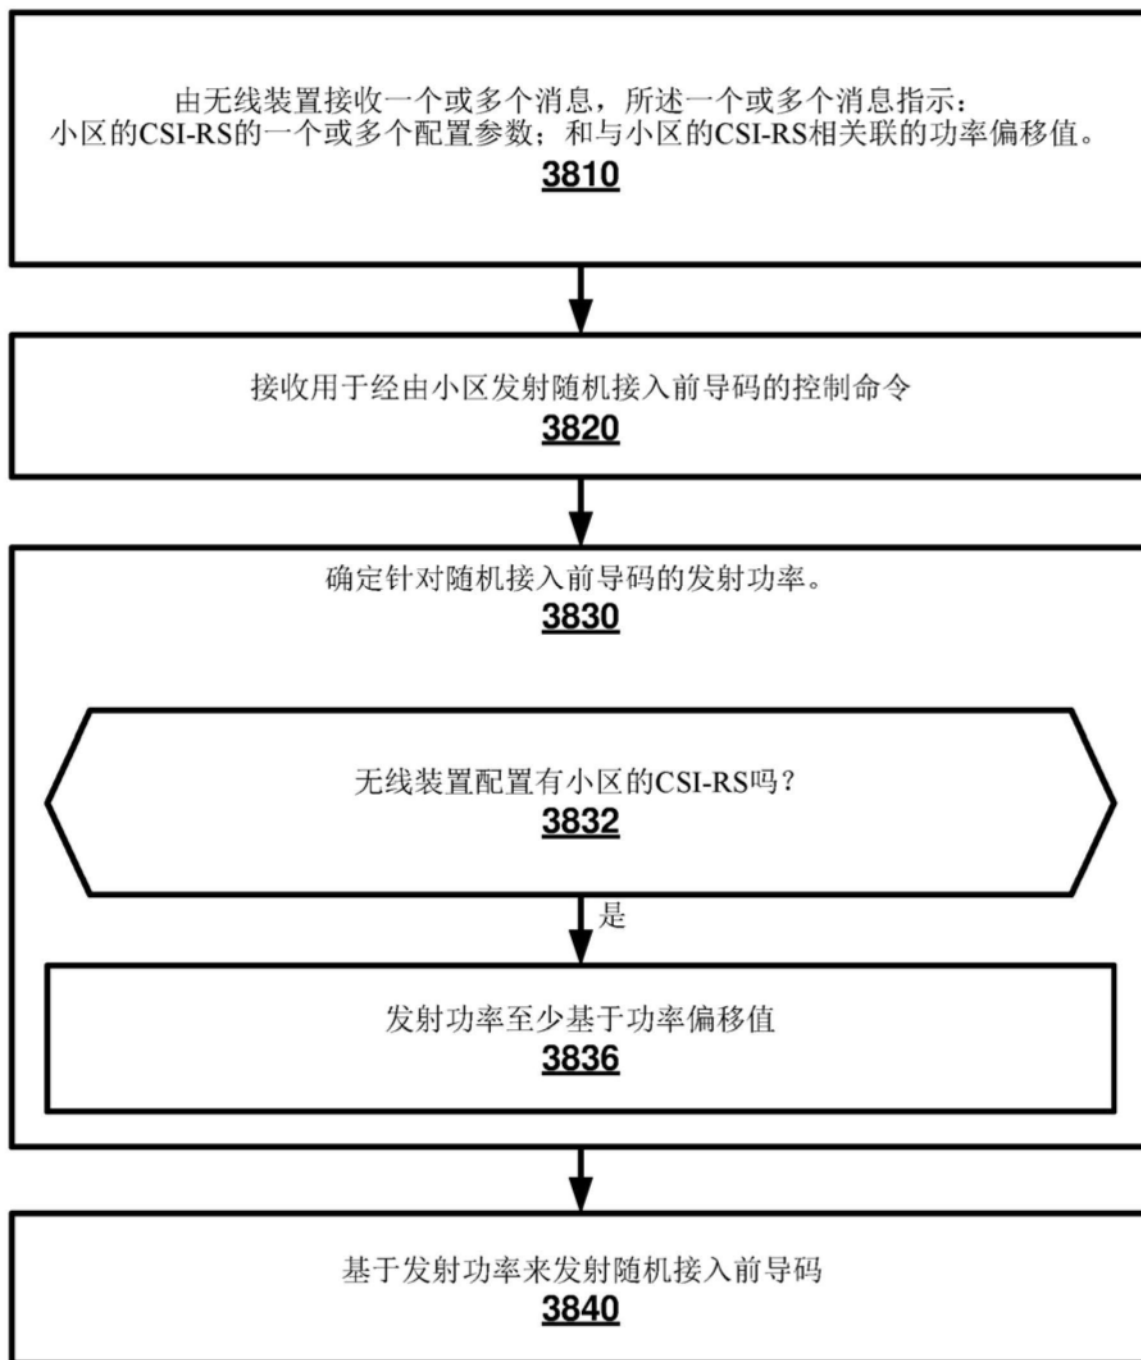 由无线装置接收一个或多个消息，所述一个或多个消息指示：
小区的CSI-RS的一个或多个配置参数；和与小区的CSI-RS相关联的功率偏移值。
3810
接收用于经由小区发射随机接入前导码的控制命令
3820
确定针对随机接入前导码的发射功率。
3830
无线装置配置有小区的CSI-RS吗？
3832
是
发射功率至少基于功率偏移值
3836
基于发射功率来发射随机接入前导码
3840